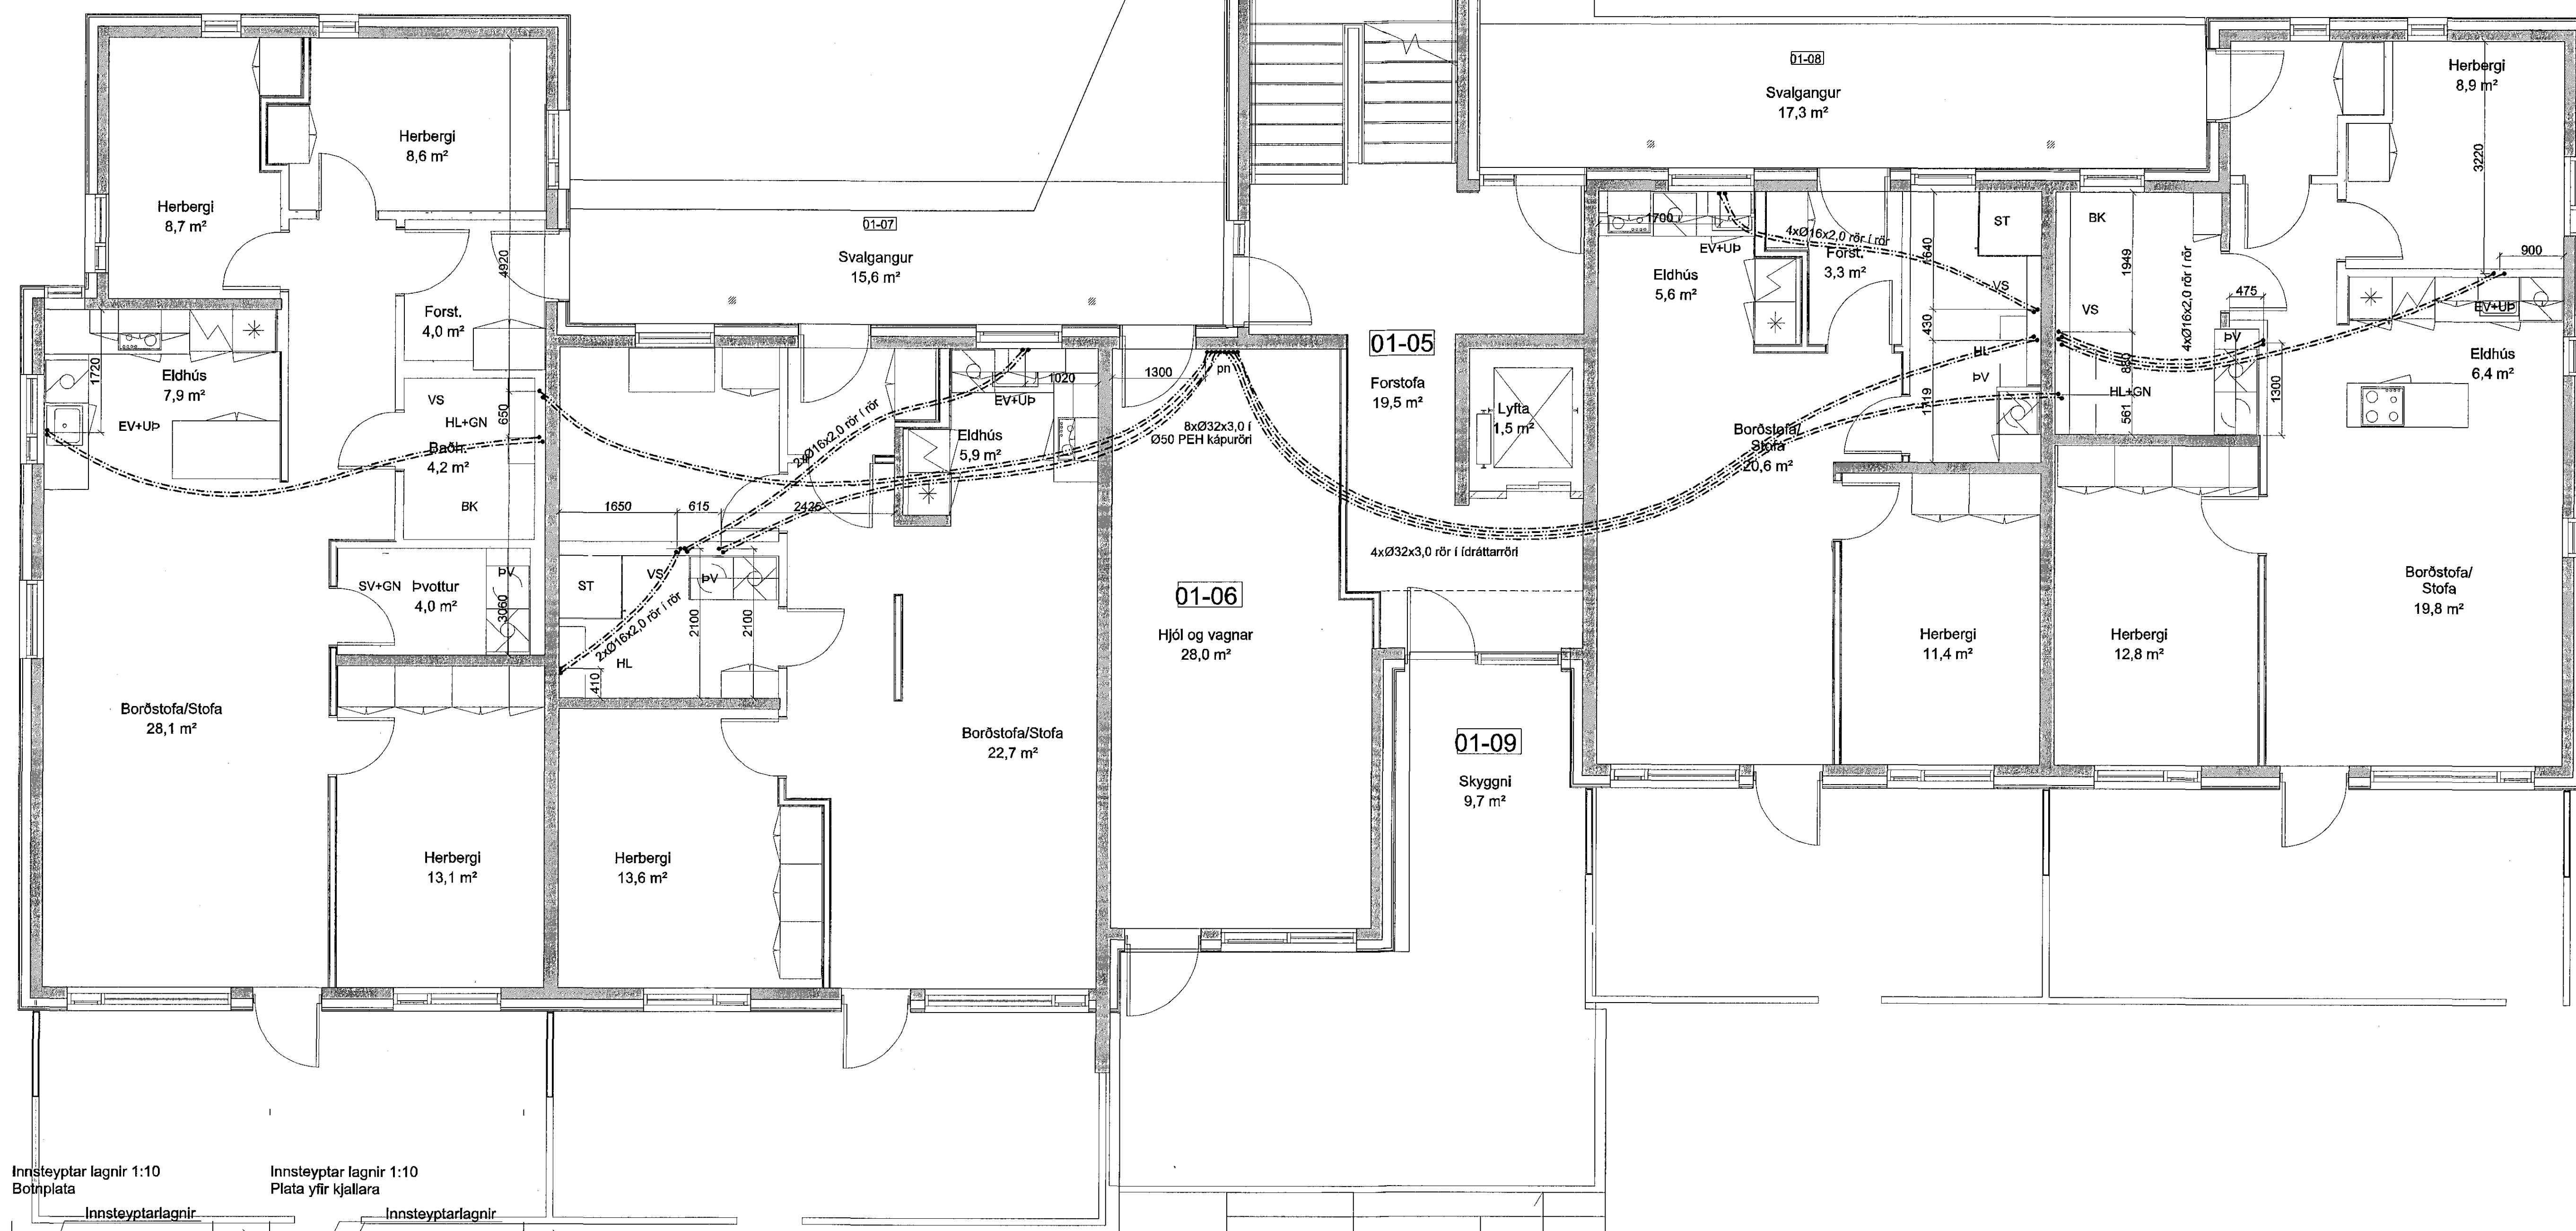 Herbergi
8,6 m²
Herbergi
8,7 m²
4920
Forst.
4,0 m²
1720
Eldhús
7,9 m²
EV+UÞ
VS
HL+GN
650
Baðh.
4,2 m²
BK
SV+GN
Þvottur
4,0 m²
ÞV
3060
Borðstofa/Stofa
28,1 m²
Herbergi
13,1 m²
01-07
Svalgangur
15,6 m²
2xØ16x2,0 rör í rör
EV+UÞ
1020
Eldhús
5,9 m²
1650
615
2425
ST
VS
ÞV
2xØ16x2,0 rör í rör
2100
2100
HL
410
Borðstofa/Stofa
22,7 m²
Herbergi
13,6 m²
1300
pn
8xØ32x3,0 í
Ø50 PEH kápuröri
01-05
Forstofa
19,5 m²
Lyfta
1,5 m²
4xØ32x3,0 rör í ídráttarröri
01-06
Hjól og vagnar
28,0 m²
01-09
Skyggni
9,7 m²
01-08
Svalgangur
17,3 m²
1700
EV+UÞ
Eldhús
5,6 m²
4xØ16x2,0 rör í rör
Forst.
3,3 m²
1640
ST
VS
430
HL
ÞV
1719
Borðstofa/
Stofa
20,6 m²
Herbergi
11,4 m²
BK
1949
4xØ16x2,0 rör í rör
VS
475
ÞV
880
HL+GN
561
1300
Herbergi
8,9 m²
3220
900
EV+UÞ
Eldhús
6,4 m²
Borðstofa/
Stofa
19,8 m²
Herbergi
12,8 m²
Innsteyptar lagnir 1:10
Botnplata
Innsteyptarlagnir
Innsteyptar lagnir 1:10
Plata yfir kjallara
Innsteyptarlagnir